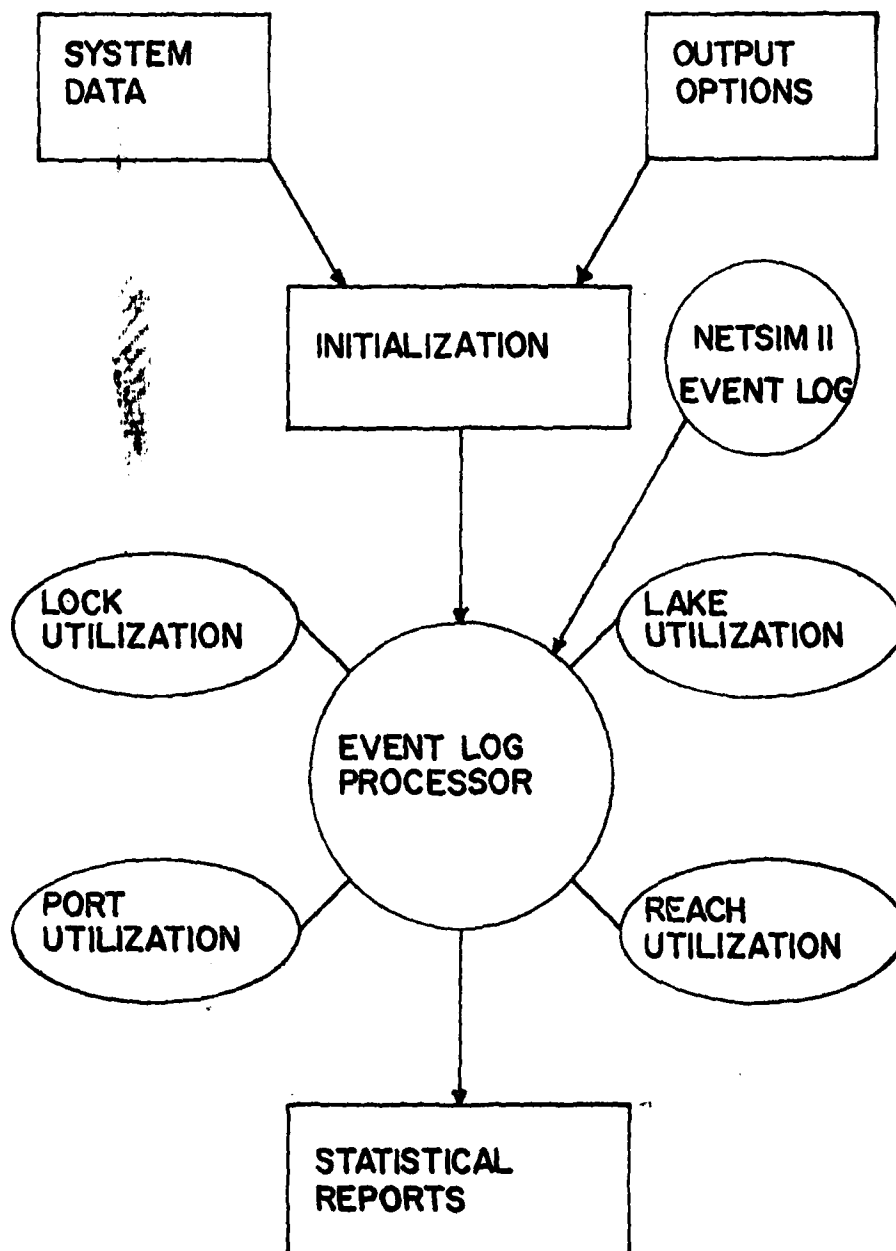 SYSTEM
DATA
OUTPUT
OPTIONS
INITIALIZATION
NETSIM II
EVENT LOG
LOCK
UTILIZATION
LAKE
UTILIZATION
EVENT LOG
PROCESSOR
PORT
UTILIZATION
REACH
UTILIZATION
STATISTICAL
REPORTS